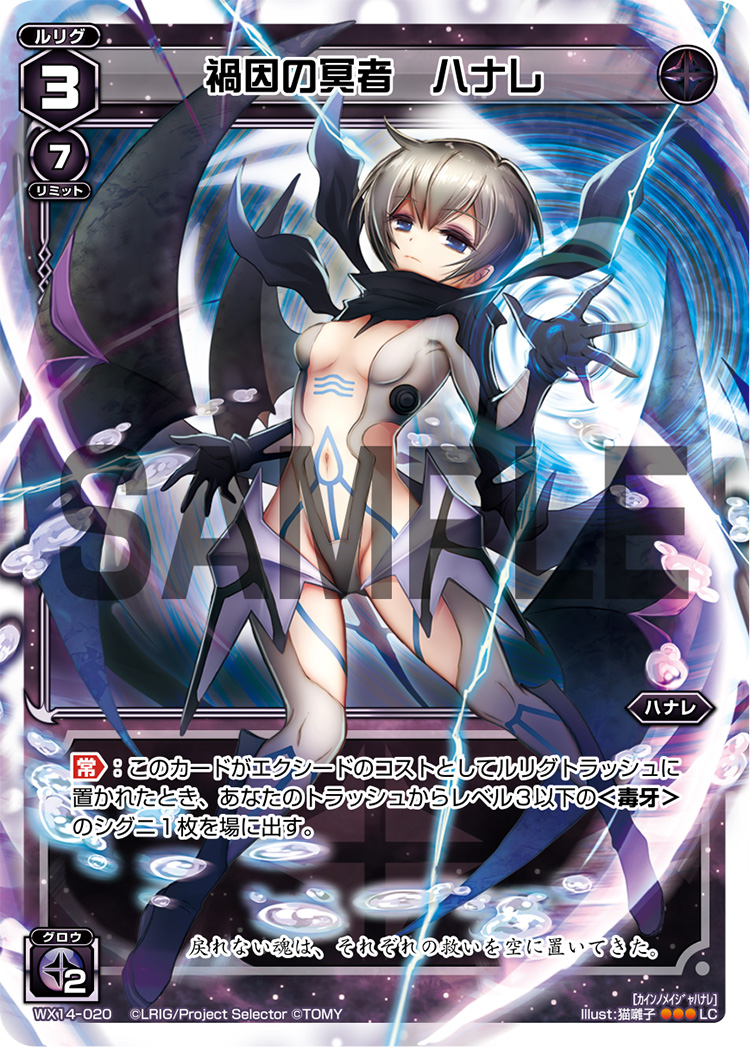 ルリグ
3
禍因の冥者 ハナレ
7
リミット
SAMPLE
ハナレ
常：このカードがエクシードのコストとしてルリグトラッシュに
置かれたとき、あなたのトラッシュからレベル３以下の＜毒牙＞
のシグニ１枚を場に出す。
グロウ
2
戻れない魂は、それぞれの救いを空に置いてきた。
[カインノメイジャハナレ]
WX14-020 ©LRIG/Project Selector ©TOMY
Illust:猫囃子 LC